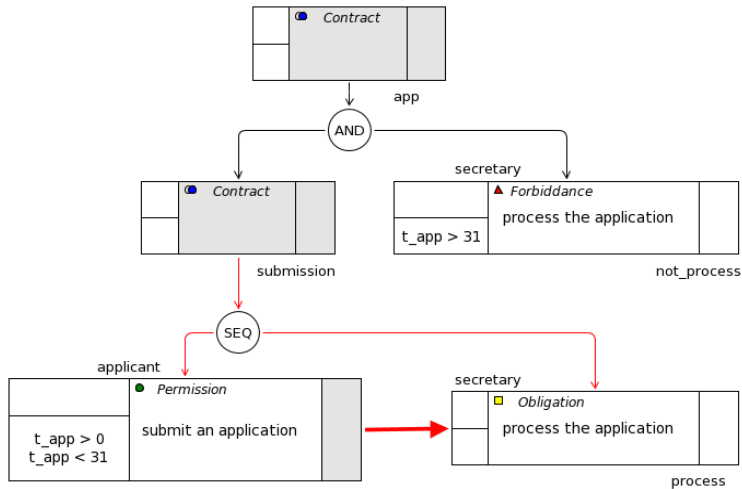 Contract
app
AND
Contract
submission
secretary
Forbiddance
process the application
t_app > 31
not_process
SEQ
applicant
Permission
submit an application
t_app > 0
t_app < 31
secretary
Obligation
process the application
process